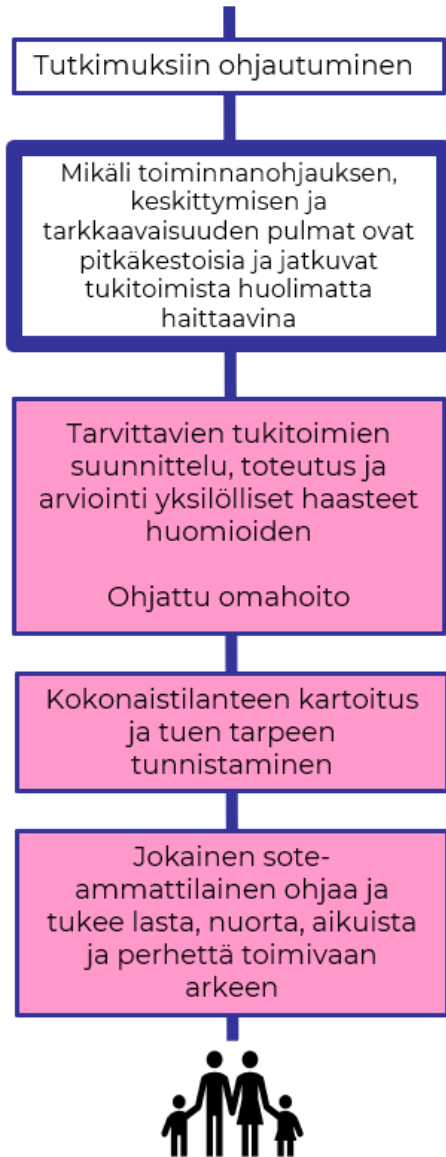 Tutkimuksiin ohjautuminen
Mikäli toiminnanohjauksen,
keskittymisen ja
tarkkaavaisuuden pulmat ovat
pitkäkestoisia ja jatkuvat
tukitoimista huolimatta
haittaavina
Tarvittavien tukitoimien
suunnittelu, toteutus ja
arviointi yksilölliset haasteet
huomioiden
Ohjattu omahoito
Kokonaistilanteen kartoitus
ja tuen tarpeen
tunnistaminen
Jokainen sote-
ammattilainen ohjaa ja
tukee lasta, nuorta, aikuista
ja perhettä toimivaan
arkeen